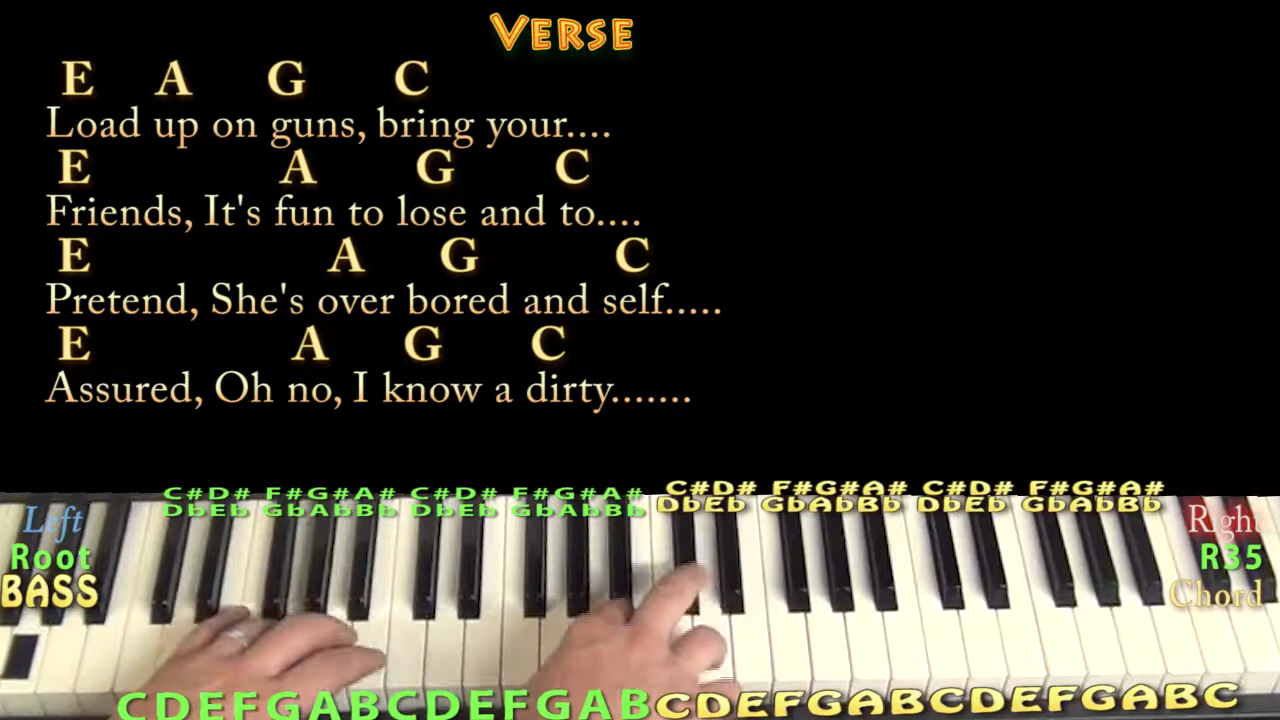 VERSE
E A G C
Load up on guns, bring your....
E A G C
Friends, It's fun to lose and to....
E A G C
Pretend, She's over bored and self.....
E A G C
Assured, Oh no, I know a dirty.......
C#D# F#G#A# C#D# F#G#A# C#D# F#G#A# C#D# F#G#A#
DbEb GbAbBb DbEb GbAbBb DbEb GbAbBb DbEb GbAbBb
Left Right
Root R35
BASS Chord
CDEFGABCDEFGABCDEFGABCDEFGABC